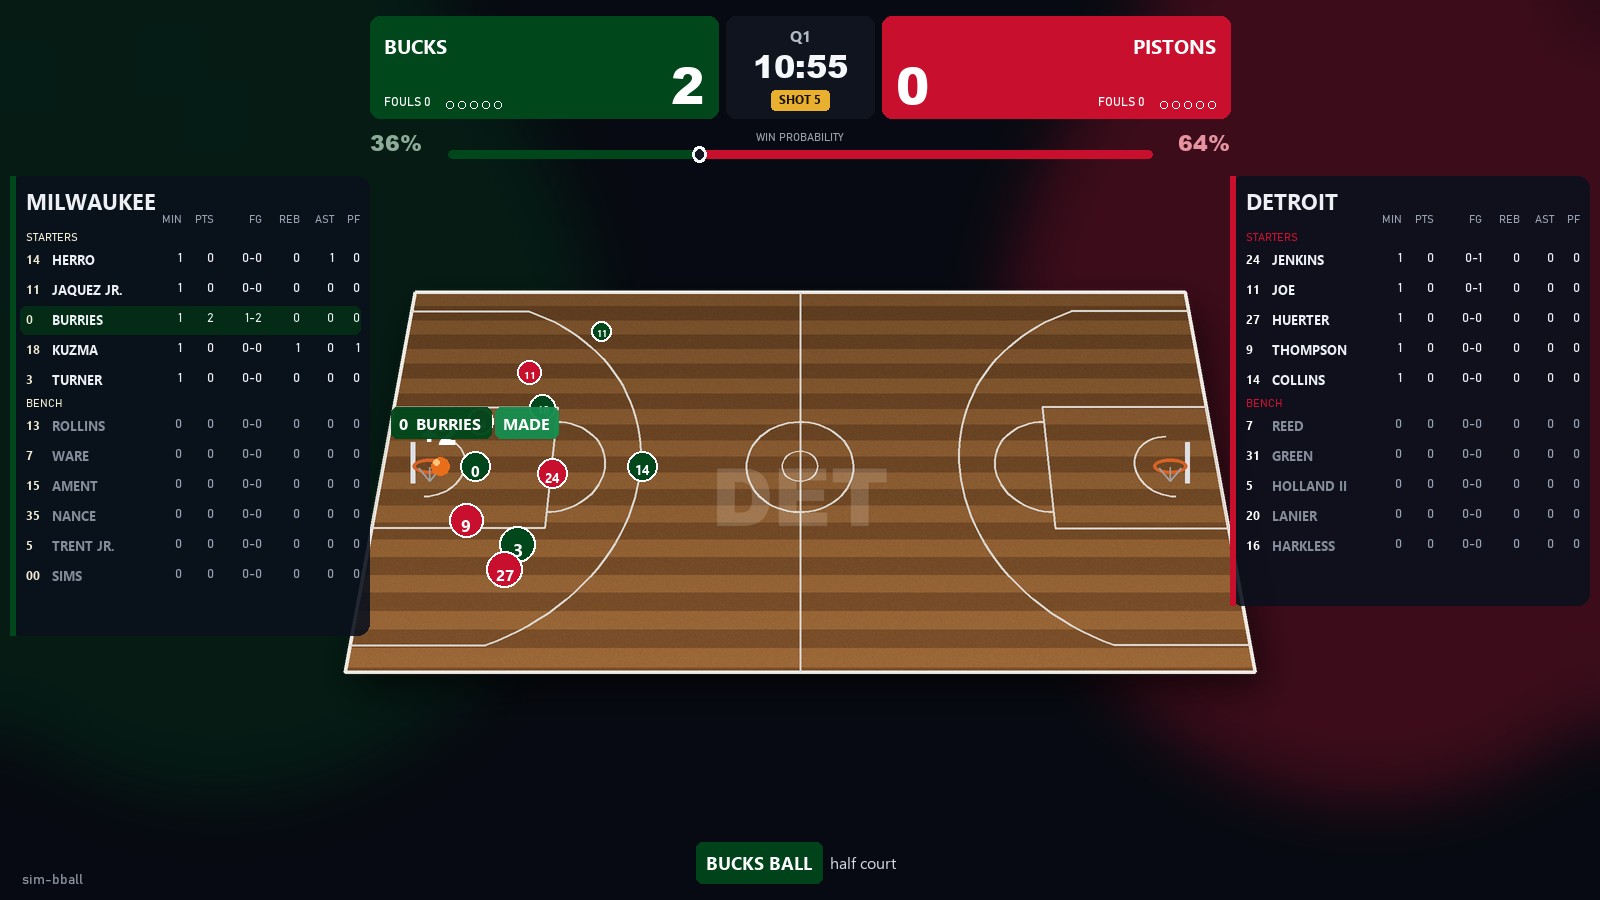 BUCKS
2
FOULS 0
Q1
10:55
SHOT 5
PISTONS
0
FOULS 0
36%
WIN PROBABILITY
64%
MILWAUKEE
MIN PTS FG REB AST PF
STARTERS
14 HERRO 1 0 0-0 0 1 0
11 JAQUEZ JR. 1 0 0-0 0 0 0
0 BURRIES 1 2 1-2 0 0 0
18 KUZMA 1 0 0-0 1 0 1
3 TURNER 1 0 0-0 0 0 0
BENCH
13 ROLLINS 0 0 0-0 0 0 0
7 WARE 0 0 0-0 0 0 0
15 AMENT 0 0 0-0 0 0 0
35 NANCE 0 0 0-0 0 0 0
5 TRENT JR. 0 0 0-0 0 0 0
00 SIMS 0 0 0-0 0 0 0
DETROIT
MIN PTS FG REB AST PF
STARTERS
24 JENKINS 1 0 0-1 0 0 0
11 JOE 1 0 0-1 0 0 0
27 HUERTER 1 0 0-0 0 0 0
9 THOMPSON 1 0 0-0 0 0 0
14 COLLINS 1 0 0-0 0 0 0
BENCH
7 REED 0 0 0-0 0 0 0
31 GREEN 0 0 0-0 0 0 0
5 HOLLAND II 0 0 0-0 0 0 0
20 LANIER 0 0 0-0 0 0 0
16 HARKLESS 0 0 0-0 0 0 0
11
11
0 BURRIES MADE
0
24
14
DET
9
3
27
BUCKS BALL half court
sim-bball